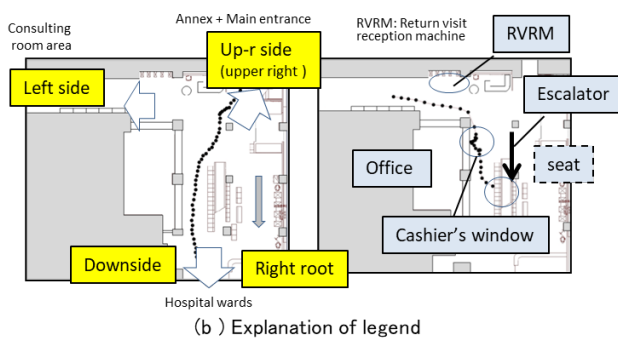 Consulting
room area
Annex + Main entrance
RVRM: Return visit
reception machine
Left side
Up-r side
(upper right )
RVRM
Escalator
Office
seat
Cashier's window
Downside
Right root
Hospital wards
(b ) Explanation of legend